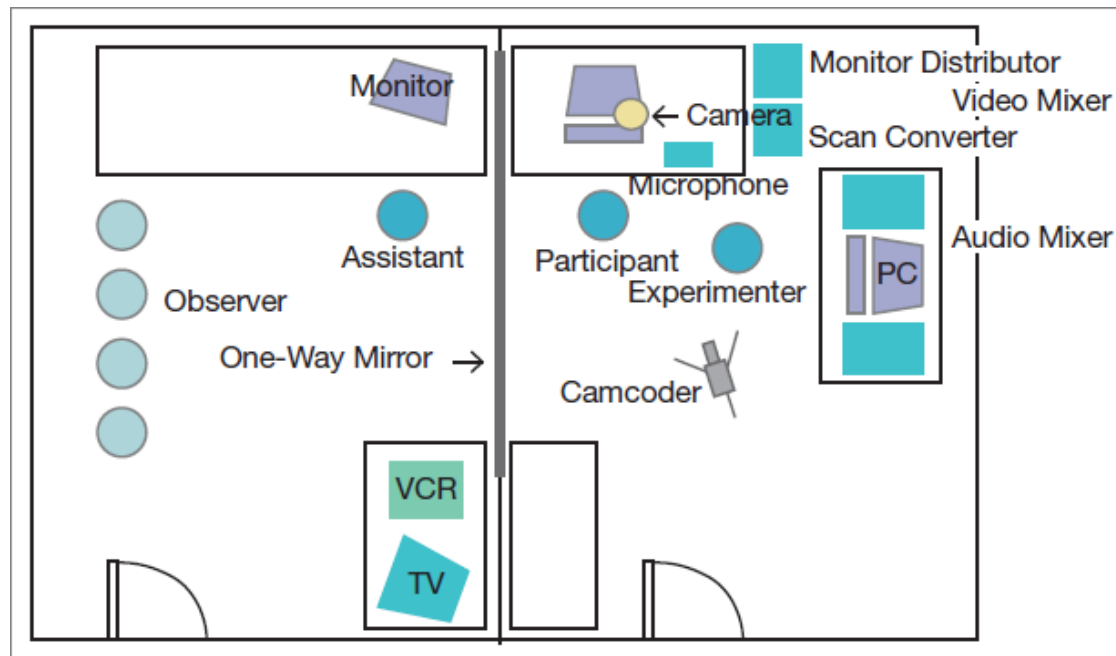 Monitor
Camera
Monitor Distributor
Video Mixer
Scan Converter
Microphone
Assistant
Participant
Experimenter
Audio Mixer
PC
Observer
One-Way Mirror
Camcoder
VCR
TV